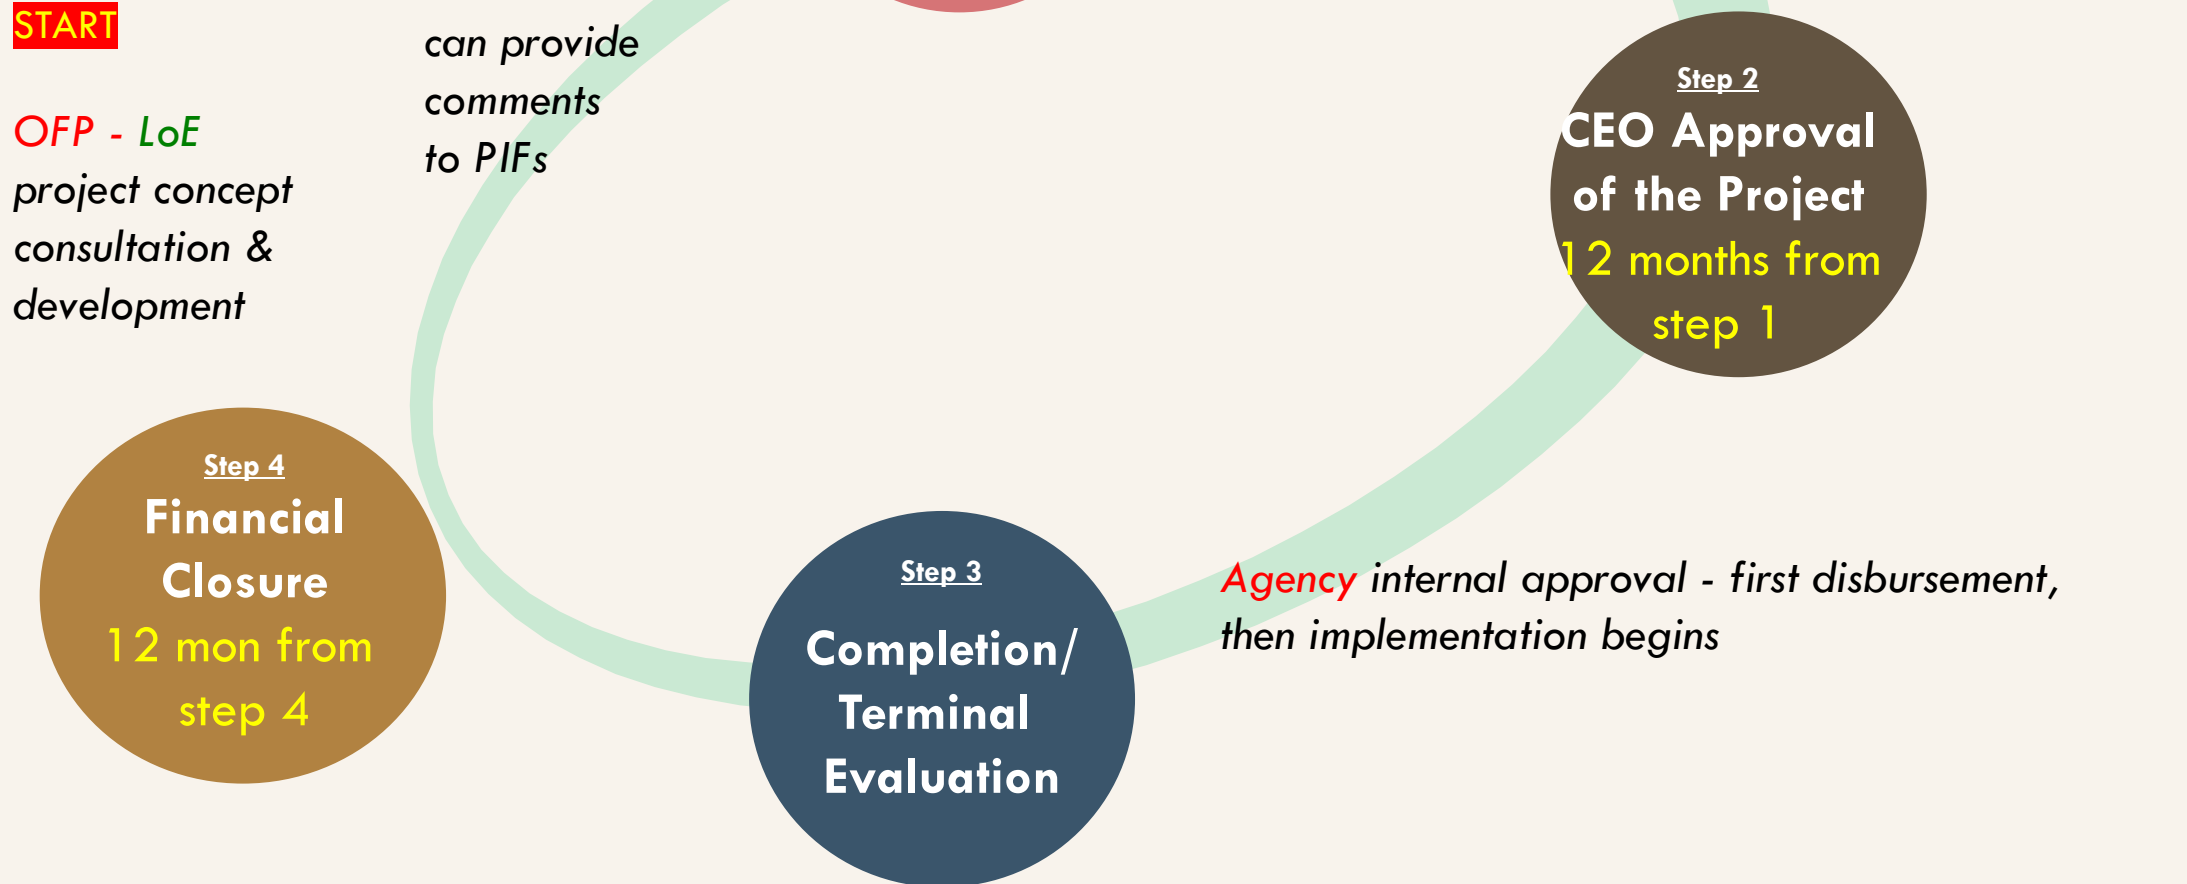 START
OFP - LoE
project concept
consultation &
development
can provide
comments
to PIFs
Step 2
CEO Approval
of the Project
12 months from
step 1
Agency internal approval - first disbursement,
then implementation begins
Step 3
Completion/
Terminal
Evaluation
Step 4
Financial
Closure
12 mon from
step 4